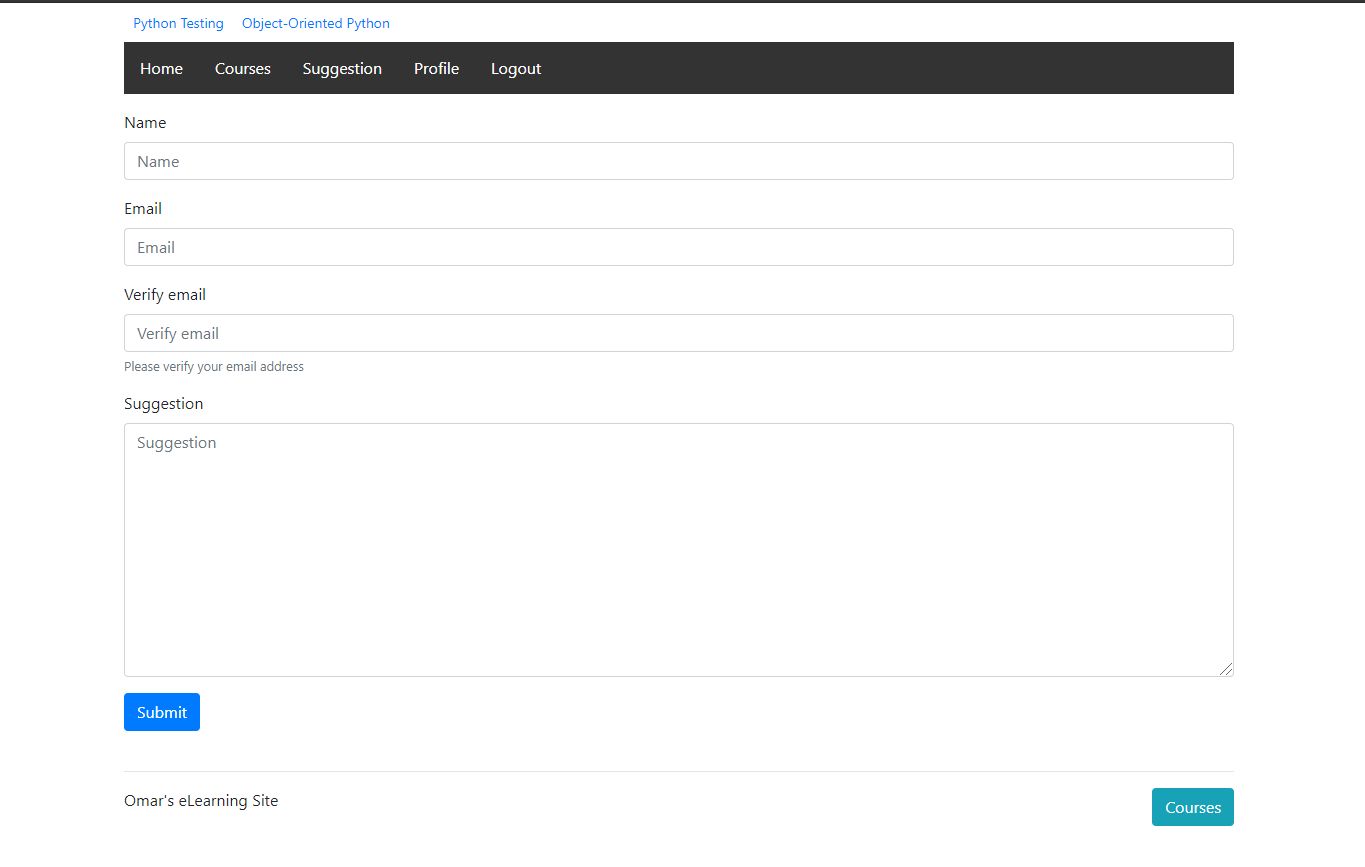 Python Testing Object-Oriented Python
Home Courses Suggestion Profile Logout
Name
Name
Email
Email
Verify email
Verify email
Please verify your email address
Suggestion
Suggestion
Submit
Omar's eLearning Site
Courses